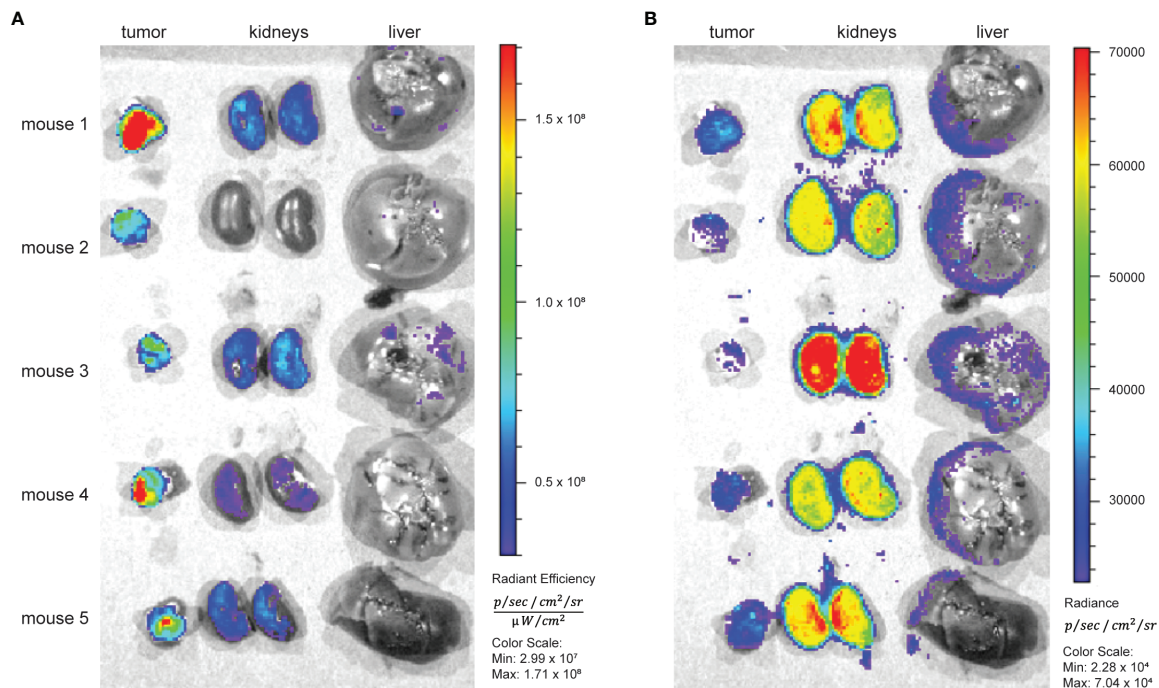 A
tumor kidneys liver
mouse 1
mouse 2
mouse 3
mouse 4
mouse 5
1.5 x 10⁸
1.0 x 10⁸
0.5 x 10⁸
Radiant Efficiency
p/sec/cm²/sr
µW/cm²
Color Scale:
Min: 2.99 x 10⁷
Max: 1.71 x 10⁸
B
tumor kidneys liver
70000
60000
50000
40000
30000
Radiance
p/sec/cm²/sr
Color Scale:
Min: 2.28 x 10⁴
Max: 7.04 x 10⁴